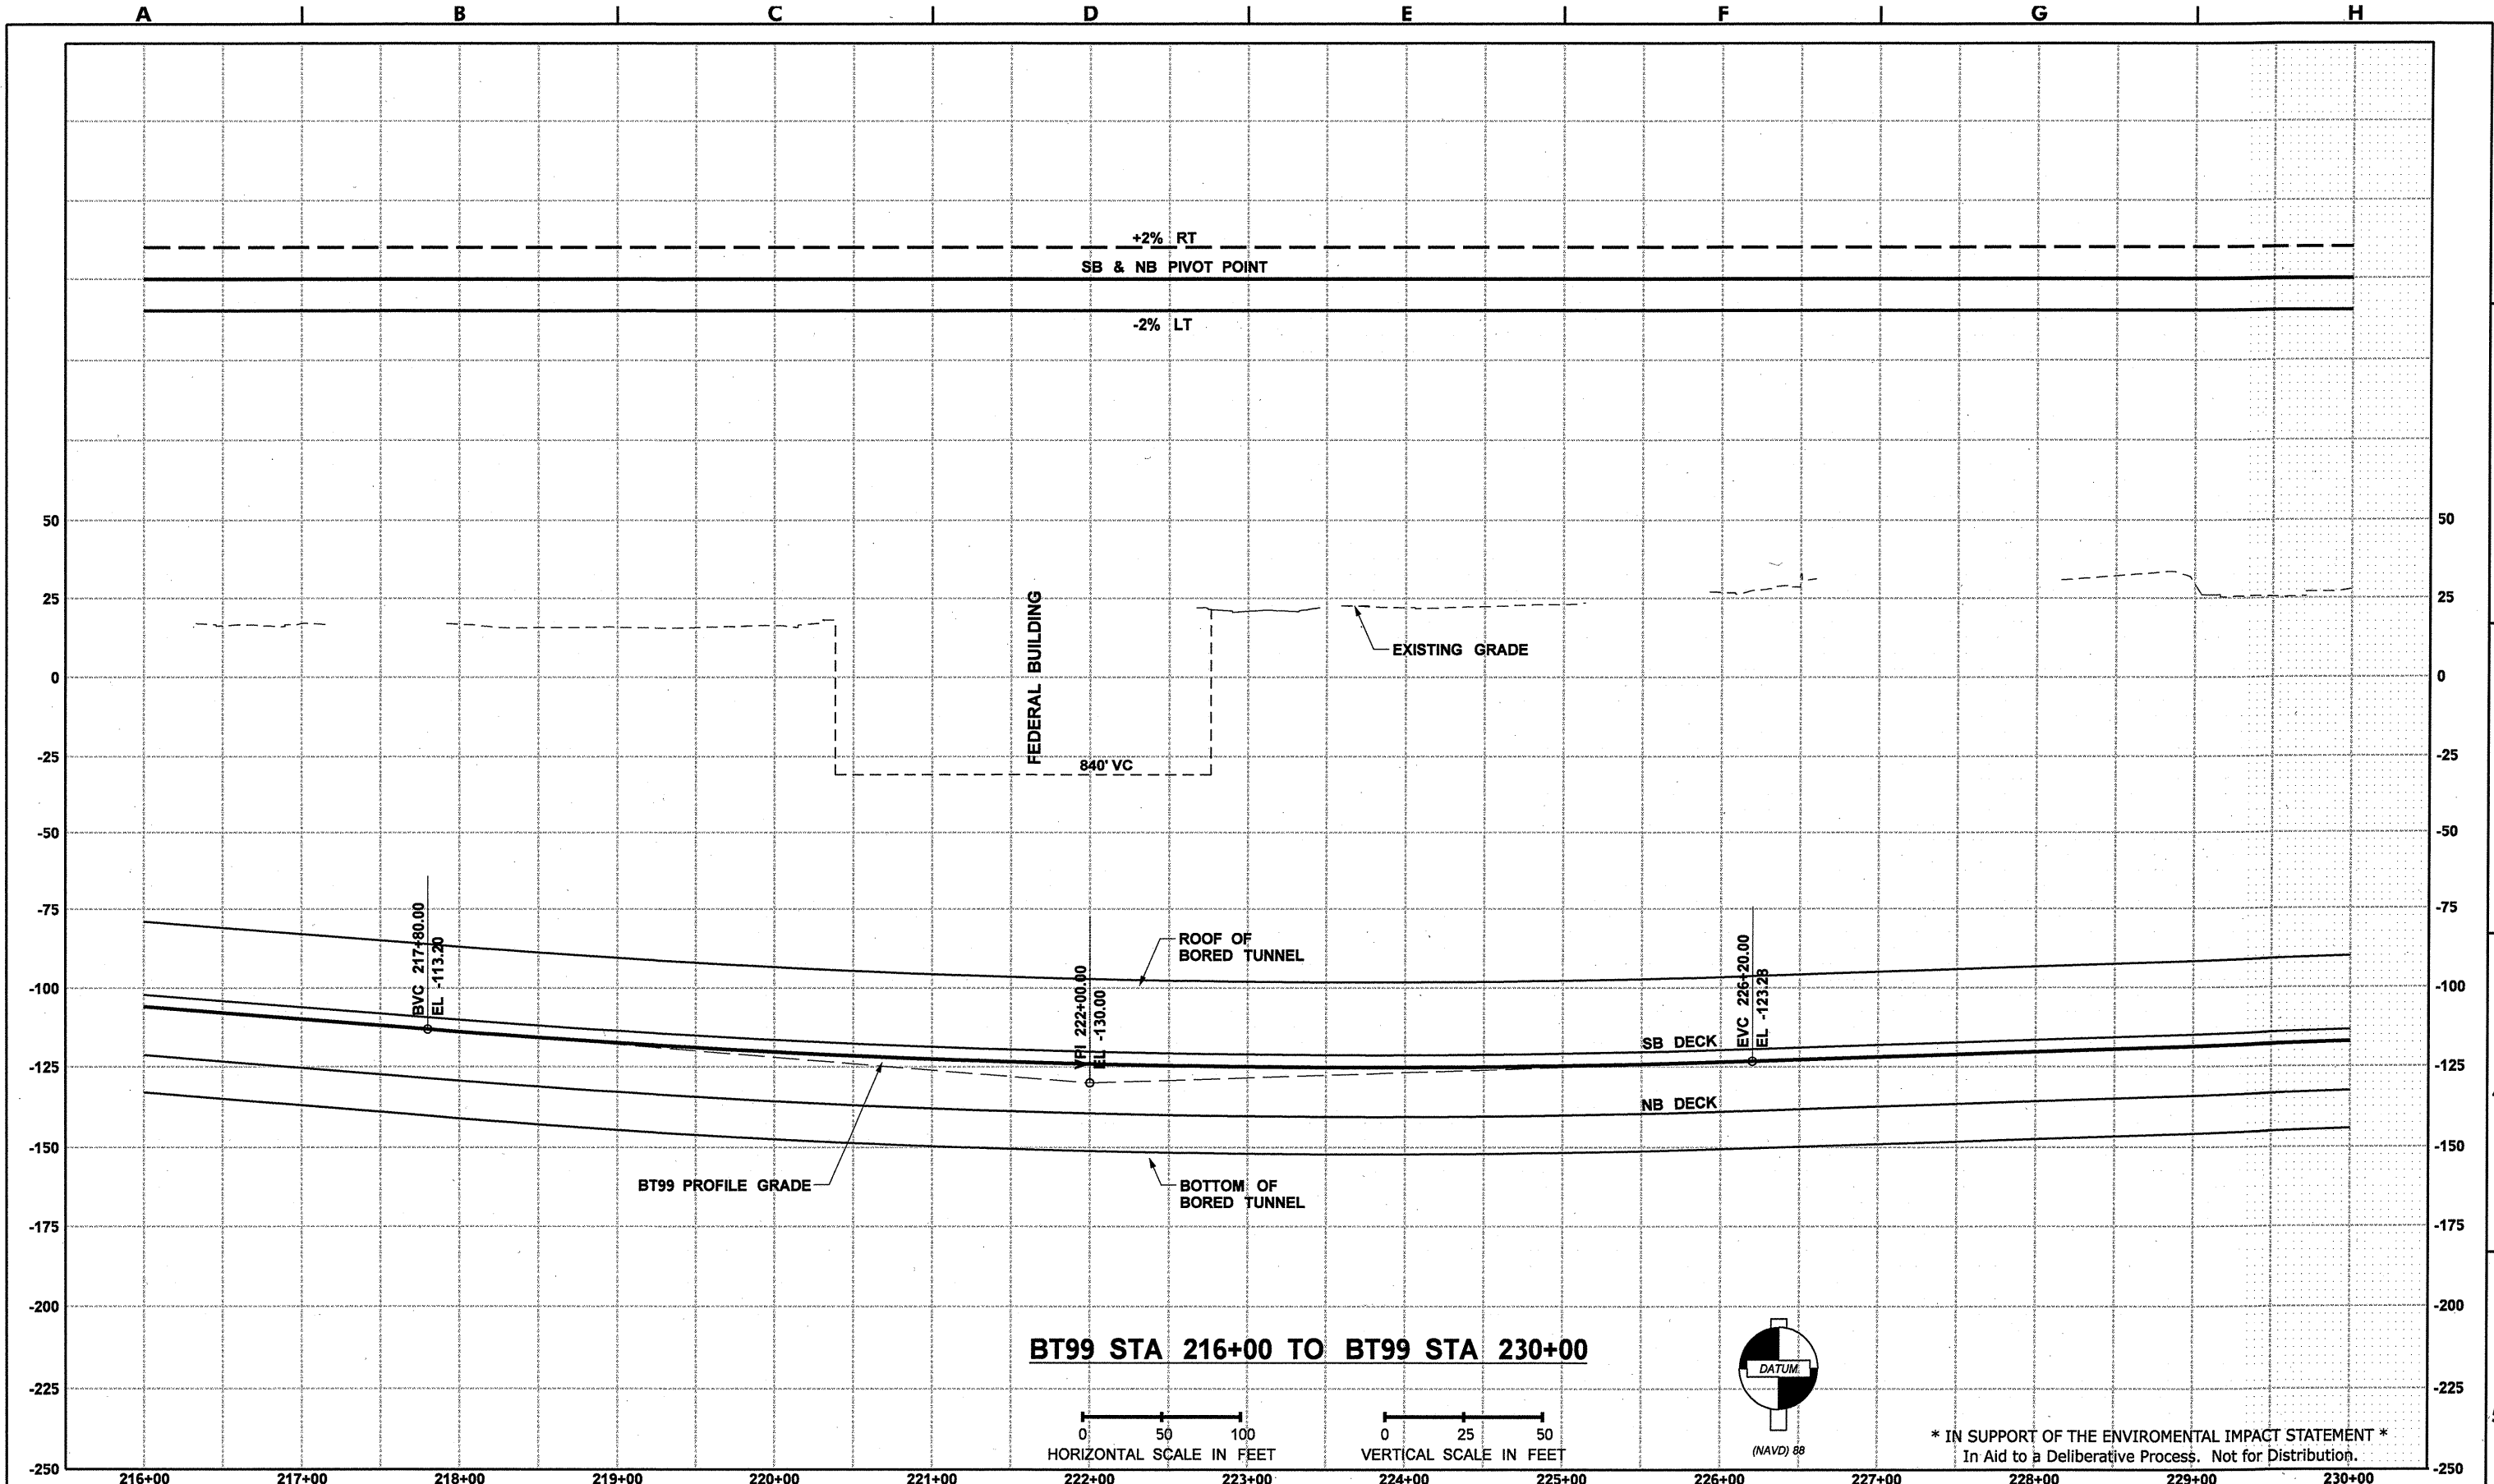 A B C D E F G H
+2% RT
SB & NB PIVOT POINT
-2% LT
50 50
25 25
0 0
-25 -25
-50 -50
-75 -75
-100 -100
-125 -125
-150 -150
-175 -175
-200 -200
-225 -225
-250 -250
FEDERAL BUILDING
EXISTING GRADE
840' VC
BVC 217+80.00
EL -113.20
ROOF OF
BORED TUNNEL
VPI 222+00.00
EL -130.00
EVC 226+20.00
EL -123.28
SB DECK
NB DECK
BT99 PROFILE GRADE
BOTTOM OF
BORED TUNNEL
BT99 STA 216+00 TO BT99 STA 230+00
0 50 100
HORIZONTAL SCALE IN FEET
0 25 50
VERTICAL SCALE IN FEET
DATUM
(NAVD) 88
* IN SUPPORT OF THE ENVIROMENTAL IMPACT STATEMENT *
In Aid to a Deliberative Process. Not for Distribution.
216+00 217+00 218+00 219+00 220+00 221+00 222+00 223+00 224+00 225+00 226+00 227+00 228+00 229+00 230+00